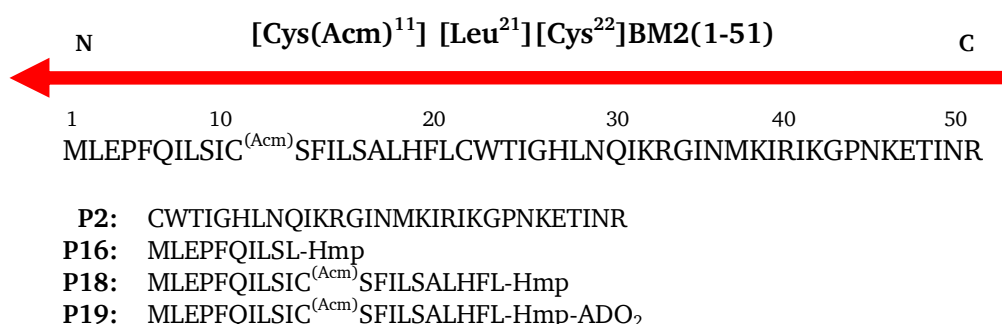 N [Cys(Acm)¹¹] [Leu²¹][Cys²²]BM2(1-51) C
1 10 20 30 40 50
MLEPFQILSIC⁽ᴬᶜᵐ⁾SFILSALHFLCWTIGHLNQIKRGINMKIRIKGPNKETINR
P2: CWTIGHLNQIKRGINMKIRIKGPNKETINR
P16: MLEPFQILSL-Hmp
P18: MLEPFQILSIC⁽ᴬᶜᵐ⁾SFILSALHFL-Hmp
P19: MLEPFQILSIC⁽ᴬᶜᵐ⁾SFILSALHFL-Hmp-ADO₂